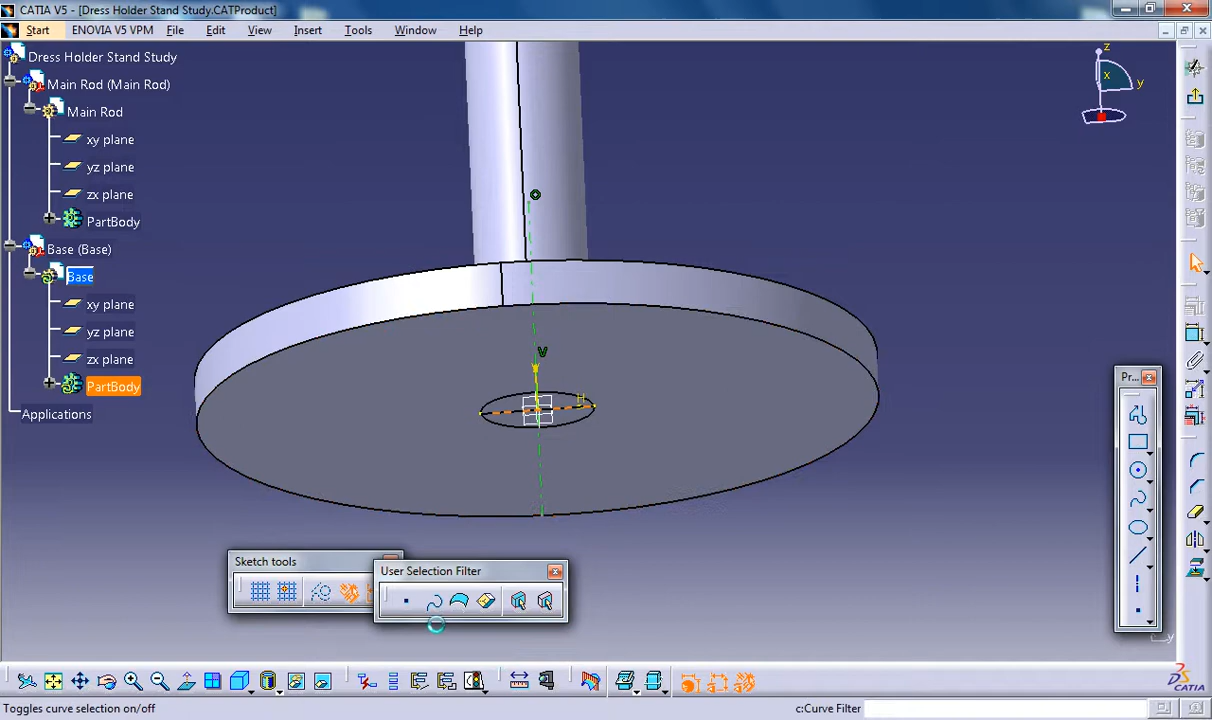 CATIA V5 - [Dress Holder Stand Study.CATProduct]
Start ENOVIA V5 VPM File Edit View Insert Tools Window Help
Dress Holder Stand Study
Main Rod (Main Rod)
Main Rod
xy plane
yz plane
zx plane
PartBody
Base (Base)
Base
xy plane
yz plane
zx plane
PartBody
Applications
z
x
y
V
H
Pr...
Sketch tools
User Selection Filter
y
CATIA
Toggles curve selection on/off
c:Curve Filter